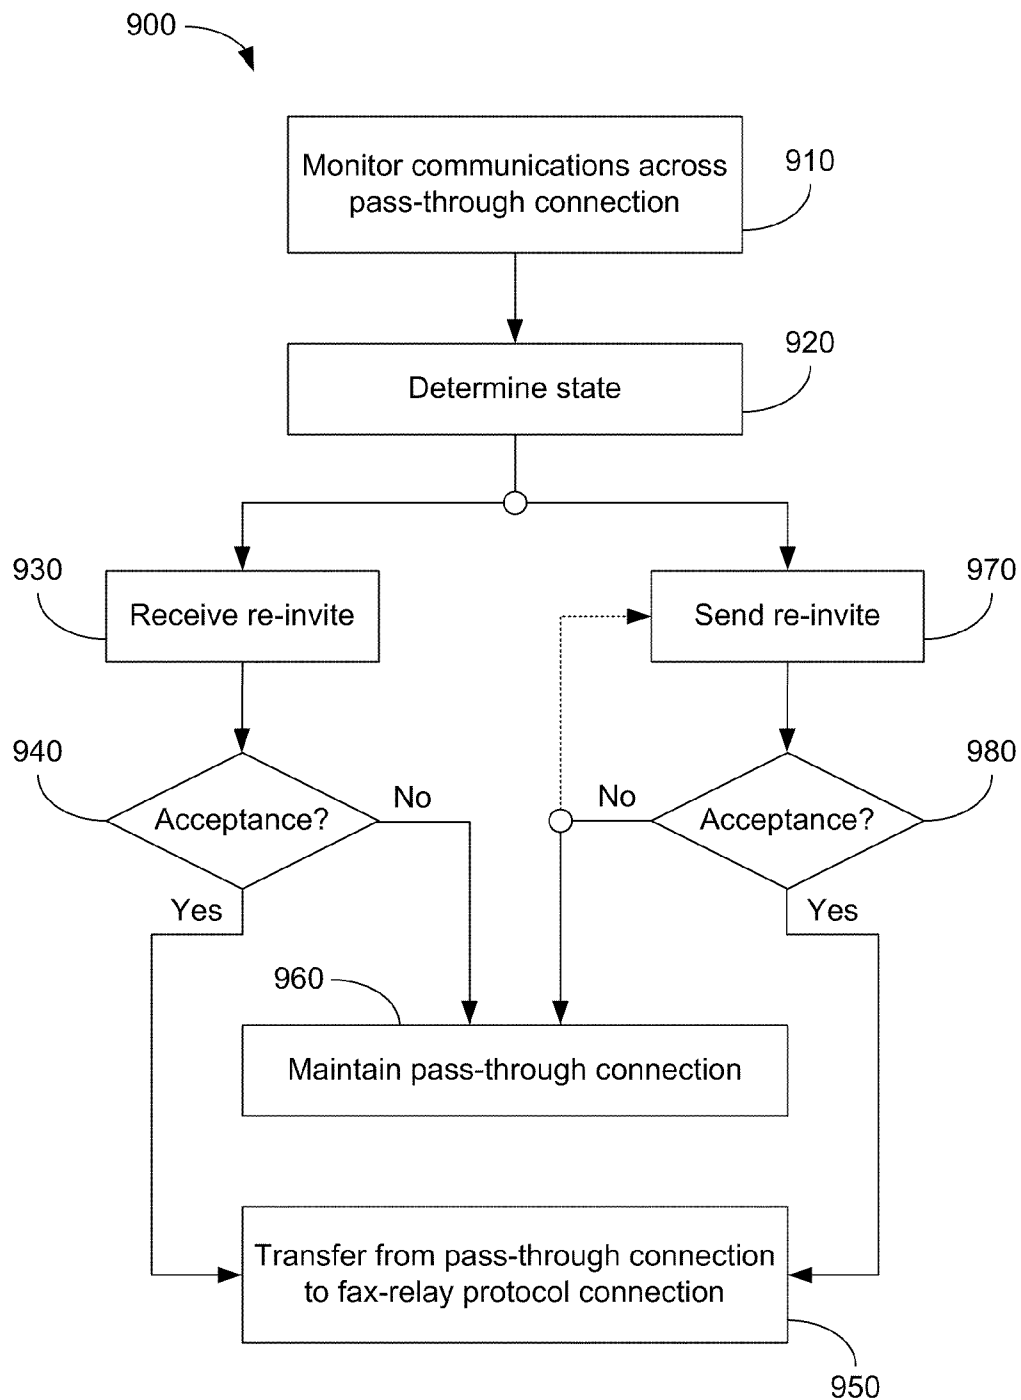 900
Monitor communications across
pass-through connection
910
Determine state
920
930
Receive re-invite
Send re-invite
970
940
Acceptance?
No
No
Acceptance?
980
Yes
Yes
960
Maintain pass-through connection
Transfer from pass-through connection
to fax-relay protocol connection
950